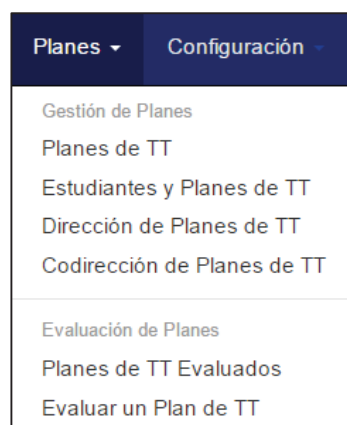 Planes Configuración
Gestión de Planes
Planes de TT
Estudiantes y Planes de TT
Dirección de Planes de TT
Codirección de Planes de TT
Evaluación de Planes
Planes de TT Evaluados
Evaluar un Plan de TT